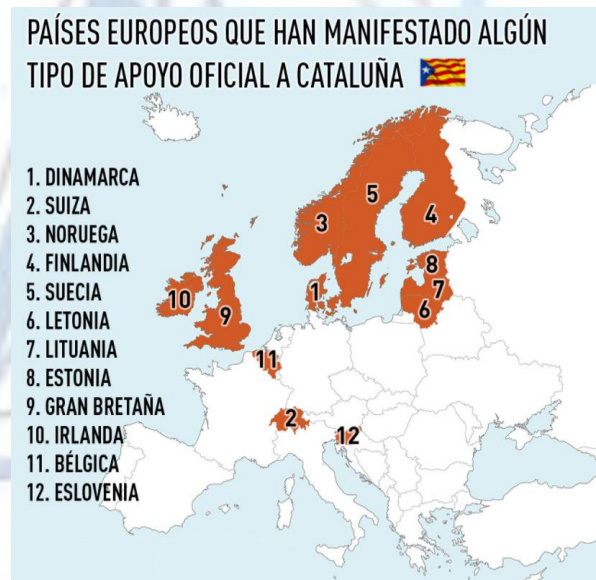 PAÍSES EUROPEOS QUE HAN MANIFESTADO ALGÚN
TIPO DE APOYO OFICIAL A CATALUÑA
1. DINAMARCA
2. SUIZA
3. NORUEGA
4. FINLANDIA
5. SUECIA
6. LETONIA
7. LITUANIA
8. ESTONIA
9. GRAN BRETAÑA
10. IRLANDA
11. BÉLGICA
12. ESLOVENIA
5
3
4
8
1
7
10
9
6
11
2
12